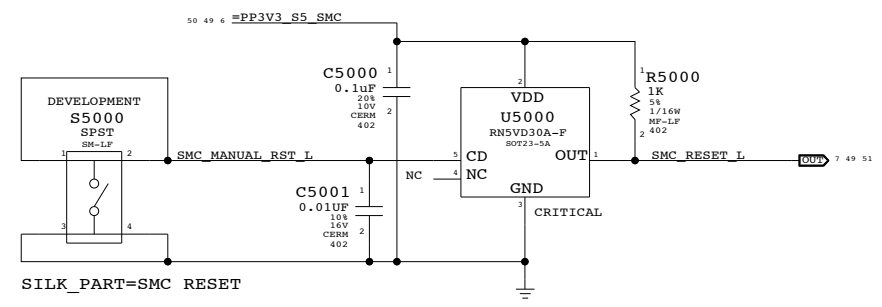 50 49 6 =PP3V3_S5_SMC
C5000 1
0.1uF
20%
10V
CERM
402
2
2
VDD
U5000
RN5VD30A-F
SOT23-5A
5 CD
4 NC
NC
OUT 1
GND
3
CRITICAL
1
R5000
1K
5%
1/16W
MF-LF
402
2
SMC_RESET_L
OUT 7 49 51
DEVELOPMENT
S5000
SPST
SM-LF
1 2
3 4
SMC_MANUAL_RST_L
C5001 1
0.01UF
10%
16V
CERM
402
2
SILK_PART=SMC RESET